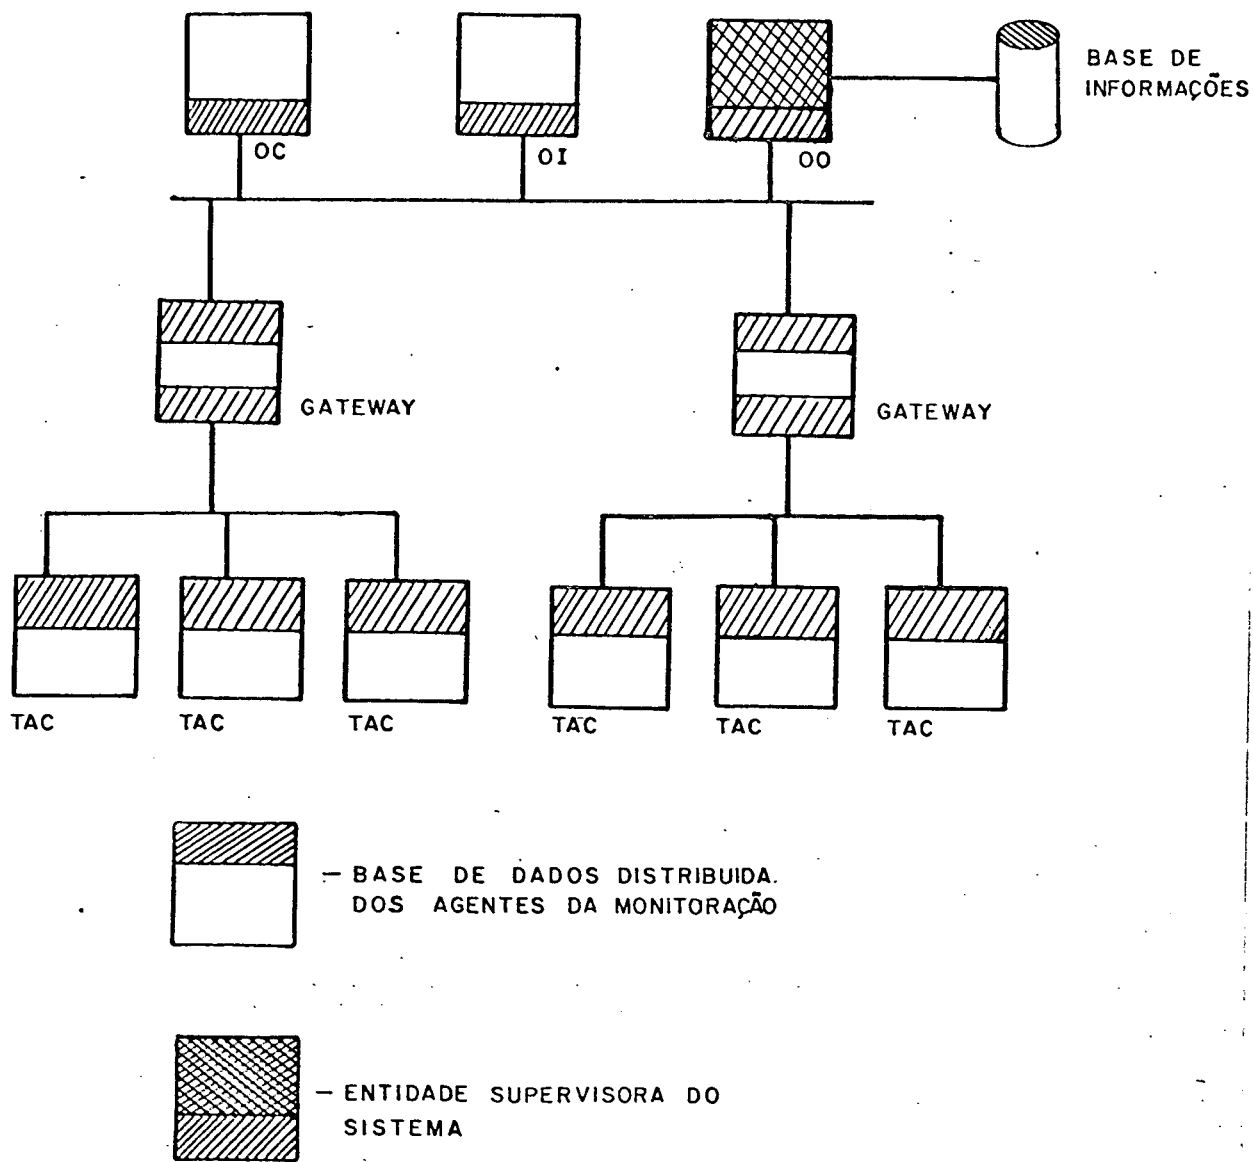 BASE DE
INFORMAÇÕES
OC
OI
OO
GATEWAY
GATEWAY
TAC
TAC
TAC
TAC
TAC
TAC
— BASE DE DADOS DISTRIBUIDA.
DOS AGENTES DA MONITORAÇÃO
— ENTIDADE SUPERVISORA DO
SISTEMA